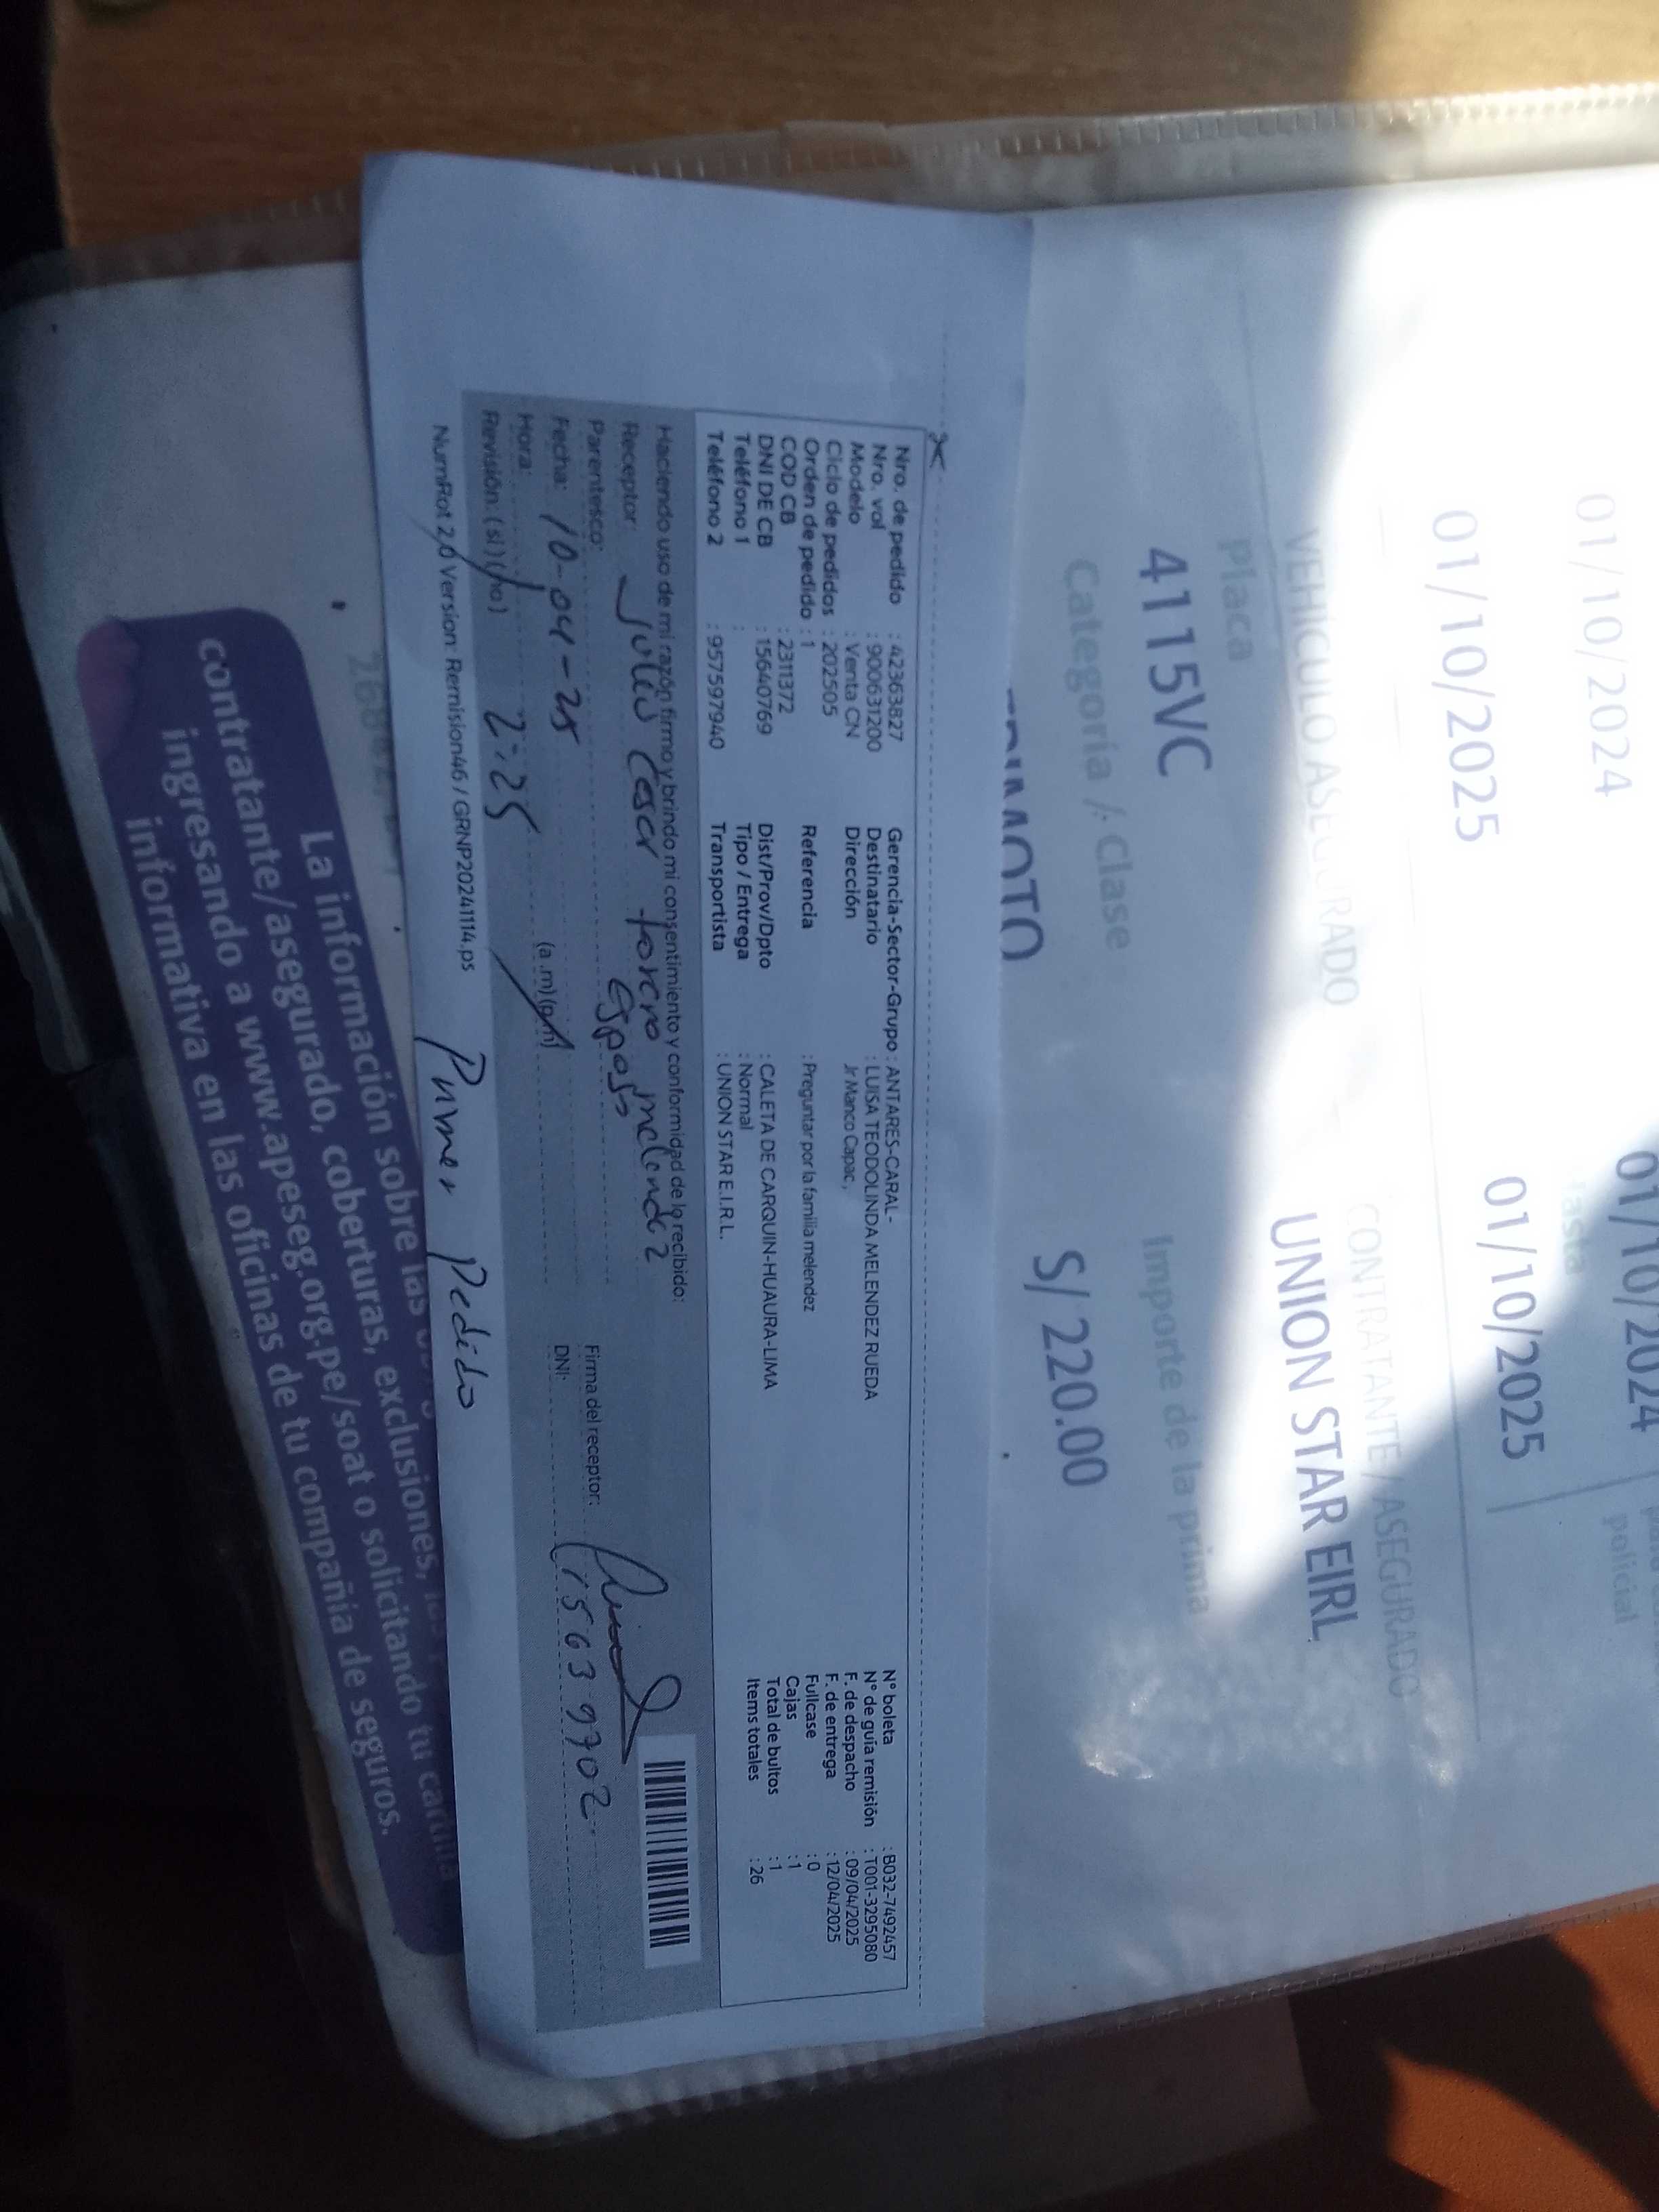 01/10/2024
01/10/2025
01/10/2024
01/10/2025
VEHÍCULO ASEGURADO
CONTRATANTE / ASEGURADO
UNION STAR EIRL
Placa
4115VC
Importe de la prima
Categoría / Clase
S/ 220.00
policial
Nro. de pedido : 42363827
Nro. vol : 900631200
Modelo : Venta CN
Ciclo de pedidos : 202505
Orden de pedido : 1
COD CB : 2311372
DNI DE CB : 15640769
Teléfono 1 :
Teléfono 2 : 957597940
Gerencia-Sector-Grupo : ANTARES-CARAL-
Destinatario : LUISA TEODOLINDA MELENDEZ RUEDA
Dirección Jr Manco Capac,
Referencia : Preguntar por la familia melendez
Dist/Prov/Dpto : CALETA DE CARQUIN-HUAURA-LIMA
Tipo / Entrega : Normal
Transportista : UNION STAR E.I.R.L.
N° boleta : B032-7492457
N° de guía remisión : T001-3295080
F. de despacho : 09/04/2025
F. de entrega : 12/04/2025
Fullcase : 0
Cajas : 1
Total de bultos : 1
Items totales : 26
Haciendo uso de mi razón firmo y brindo mi consentimiento y conformidad de lo recibido:
Receptor: Julio Cesar torero melendez
Parentesco: Esposo
Firma del receptor:
Fecha: 10-04-25
DNI: 15639902
Hora: 2:25 (a.m) (p.m)
Revisión: (si) (no)
NumRot 2.0 Version Remision46 / GRNP20241114.ps
Primer Pedido
La información sobre las
contratante/asegurado, coberturas, exclusiones,
ingresando a www.apeseg.org.pe/soat o solicitando tu
informativa en las oficinas de tu compañía de seguros.